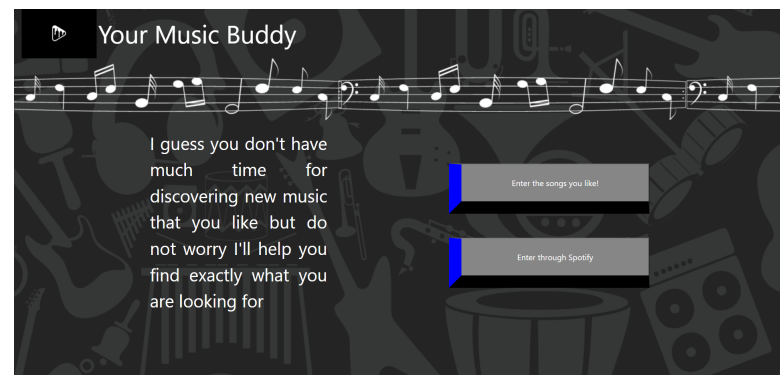 Your Music Buddy
I guess you don't have
much time for
discovering new music
that you like but do
not worry I'll help you
find exactly what you
are looking for
Enter the songs you like!
Enter through Spotify